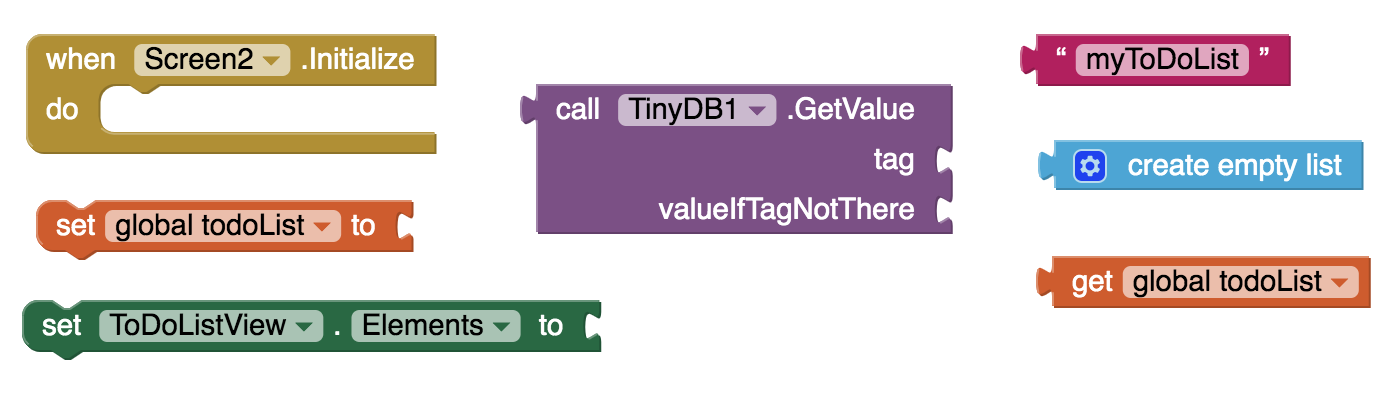 when Screen2 .Initialize
do
set global todoList to
set ToDoListView . Elements to
call TinyDB1 .GetValue
tag
valueIfTagNotThere
“ myToDoList ”
create empty list
get global todoList